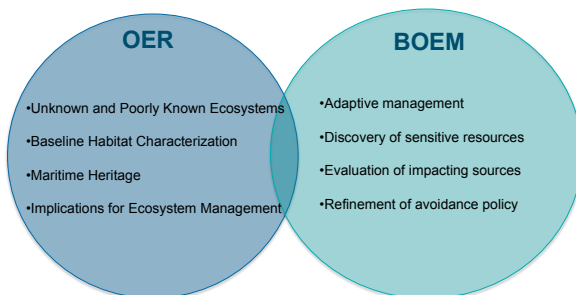 OER
•Unknown and Poorly Known Ecosystems
•Baseline Habitat Characterization
•Maritime Heritage
•Implications for Ecosystem Management
BOEM
•Adaptive management
•Discovery of sensitive resources
•Evaluation of impacting sources
•Refinement of avoidance policy